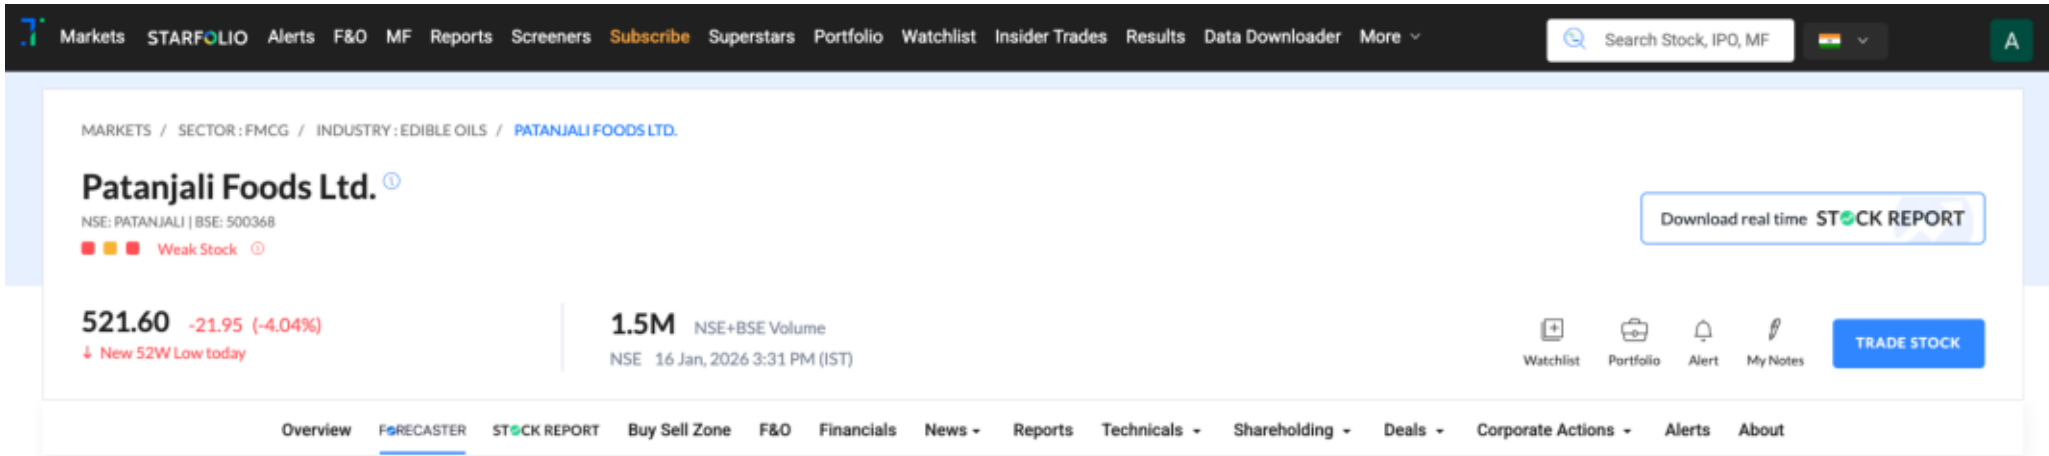 Markets STARFOLIO Alerts F&O MF Reports Screeners Subscribe Superstars Portfolio Watchlist Insider Trades Results Data Downloader More Search Stock, IPO, MF A
MARKETS / SECTOR : FMCG / INDUSTRY : EDIBLE OILS / PATANJALI FOODS LTD.
Patanjali Foods Ltd.
NSE: PATANJALI | BSE: 500368
Weak Stock
Download real time STOCK REPORT
521.60 -21.95 (-4.04%)
↓ New 52W Low today
1.5M NSE+BSE Volume
NSE 16 Jan, 2026 3:31 PM (IST)
Watchlist Portfolio Alert My Notes
TRADE STOCK
Overview FORECASTER STOCK REPORT Buy Sell Zone F&O Financials News Reports Technicals Shareholding Deals Corporate Actions Alerts About